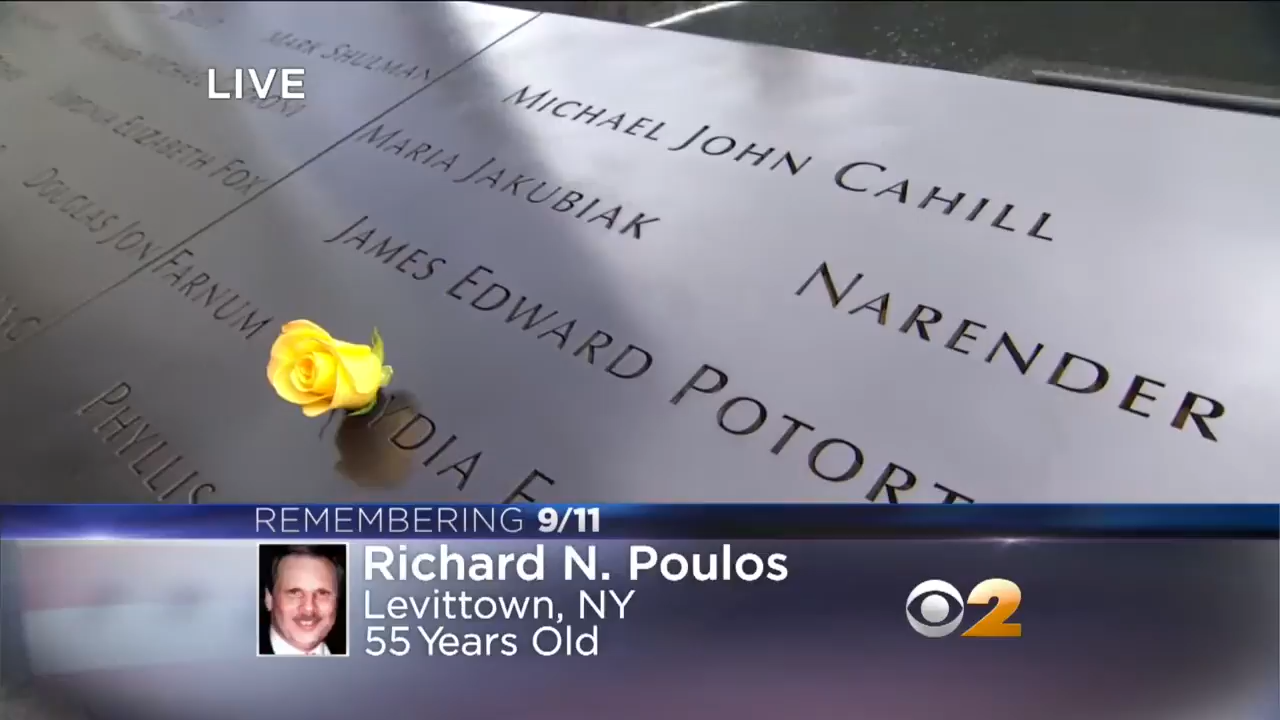 LIVE
MARK SHULMAN
MICHAEL JOHN CAHILL
MARIA JAKUBIAK
ELIZABETH FOX
NARENDER
JAMES EDWARD POTORT
DOUGLAS JON FARNUM
YDIA
PHYLLIS
REMEMBERING 9/11
Richard N. Poulos
Levittown, NY
55 Years Old
2